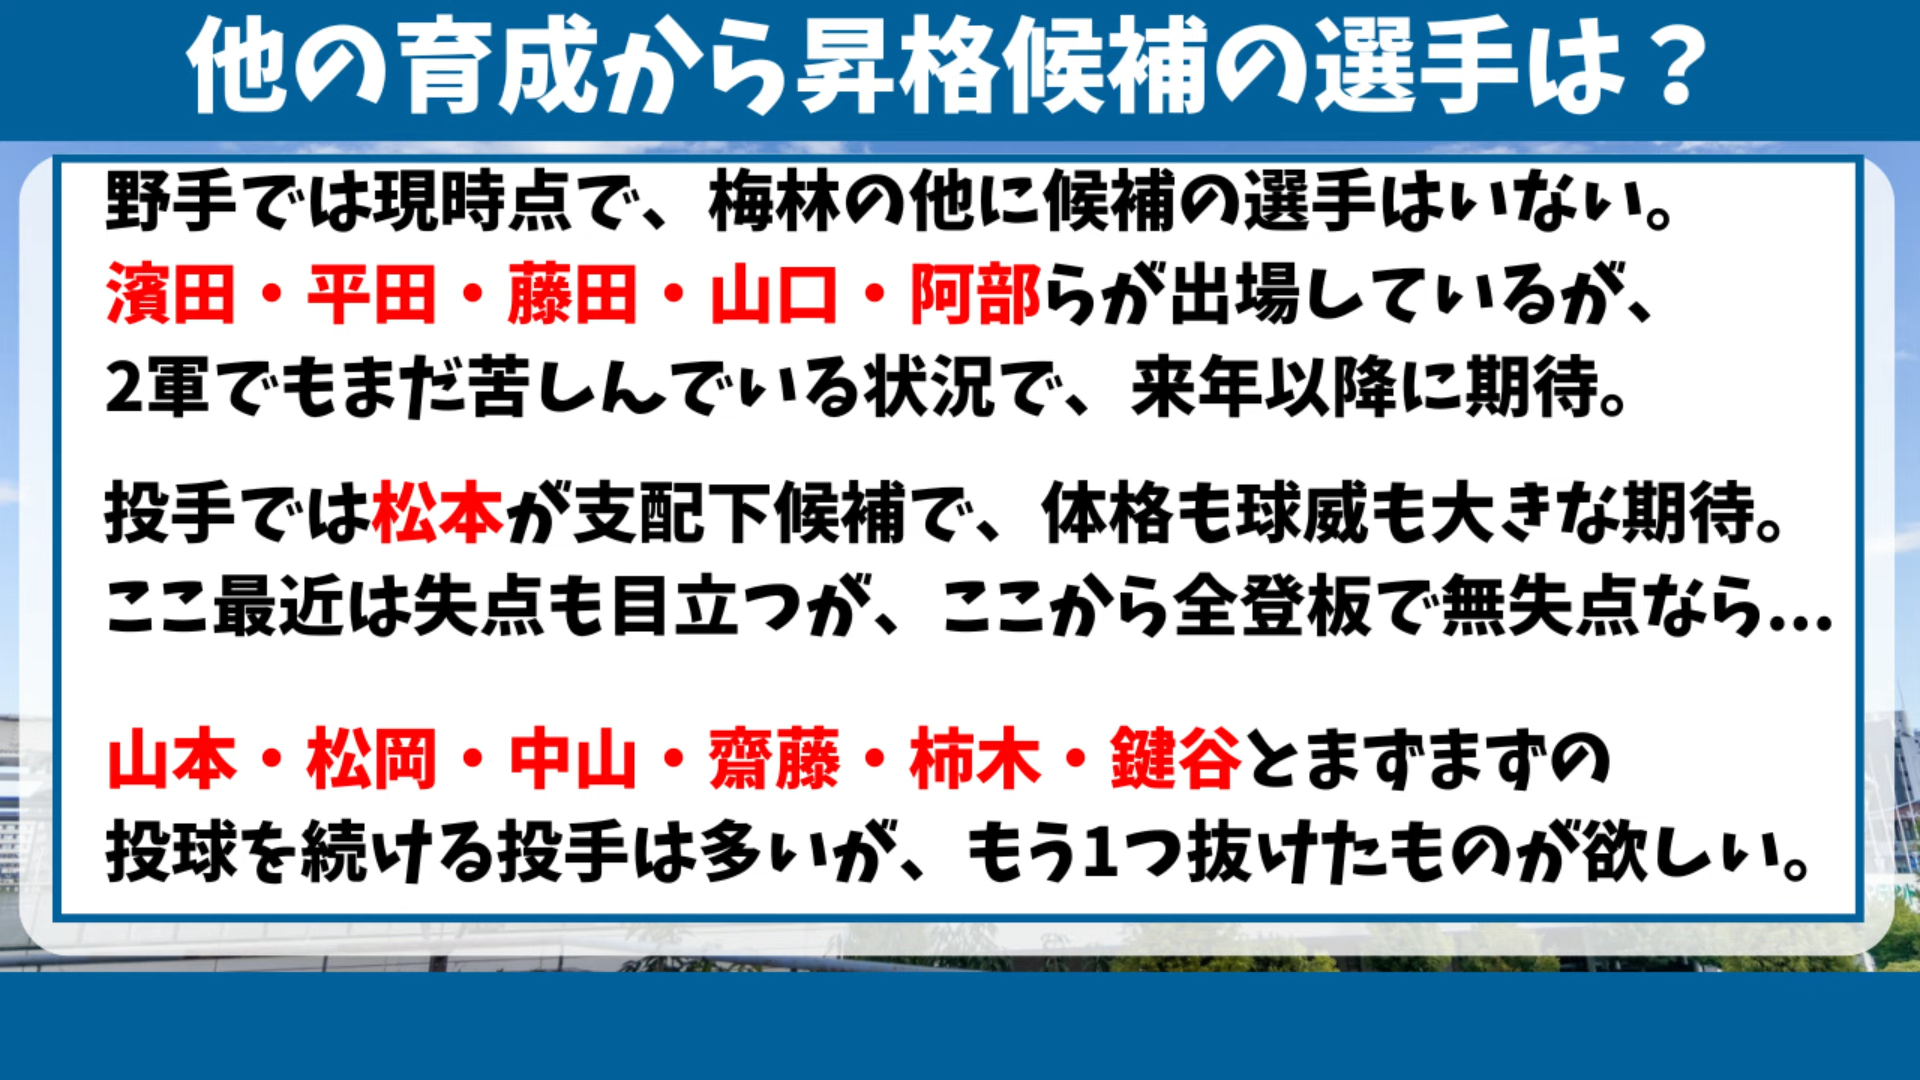 他の育成から昇格候補の選手は？
野手では現時点で、梅林の他に候補の選手はいない。
濱田・平田・藤田・山口・阿部らが出場しているが、
2軍でもまだ苦しんでいる状況で、来年以降に期待。
投手では松本が支配下候補で、体格も球威も大きな期待。
ここ最近は失点も目立つが、ここから全登板で無失点なら...
山本・松岡・中山・齋藤・柿木・鍵谷とまずまずの
投球を続ける投手は多いが、もう1つ抜けたものが欲しい。